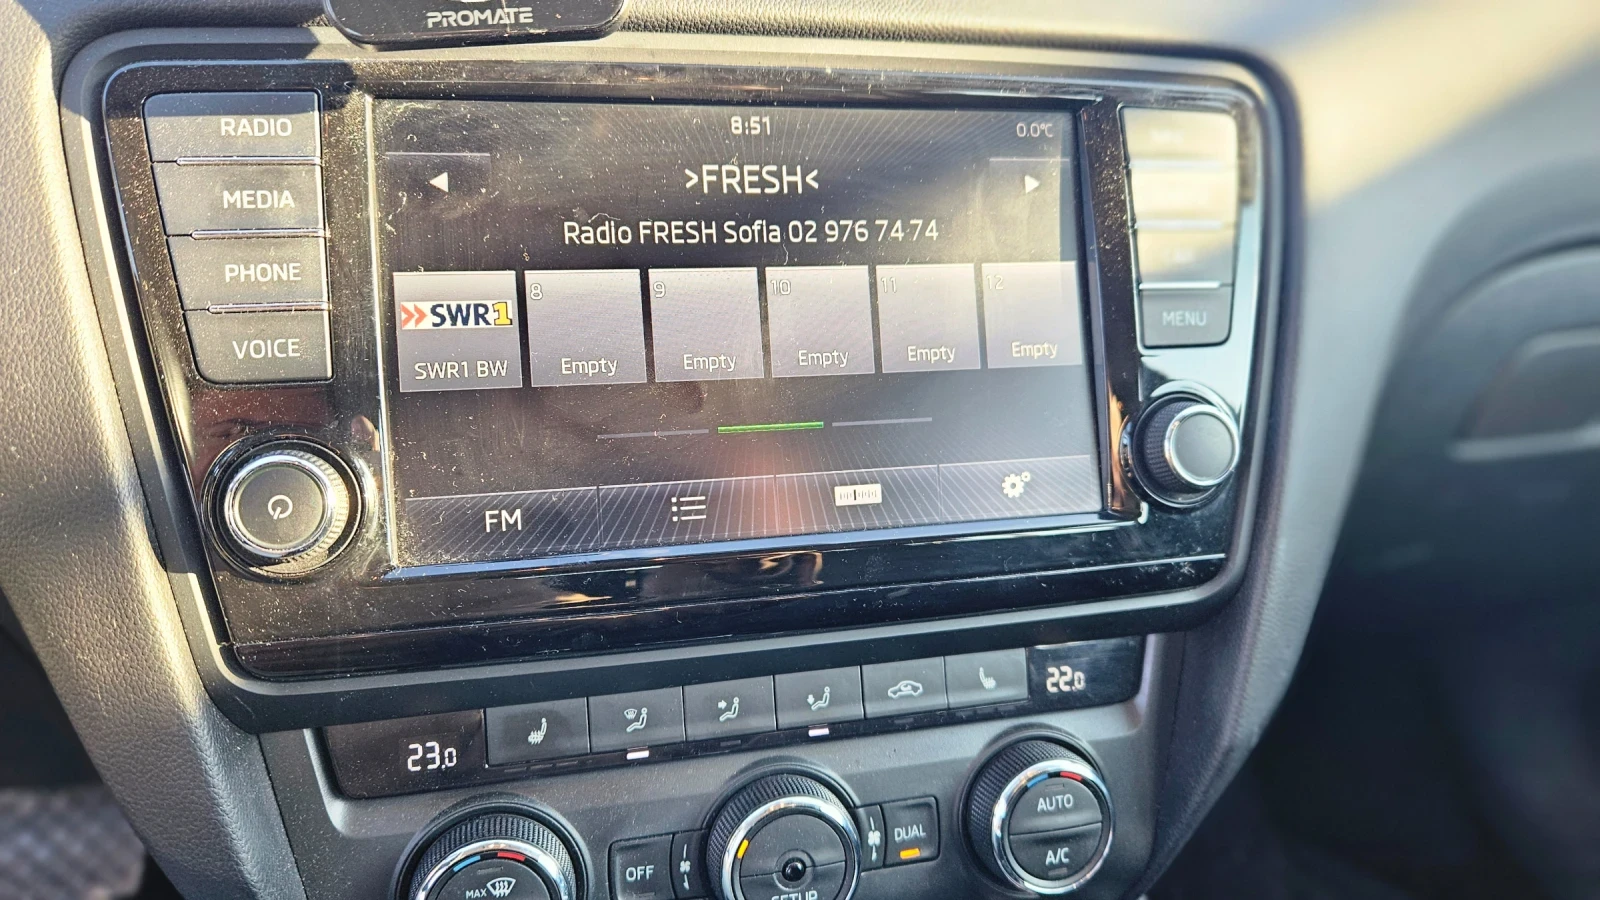 PROMATE
RADIO
MEDIA
PHONE
VOICE
8:51
0.0°C
>FRESH<
Radio FRESH Sofia 02 976 74 74
SWR1
SWR1 BW
8
Empty
9
Empty
10
Empty
11
Empty
12
Empty
FM
MENU
23.0
22.0
MAX
OFF
SETUP
DUAL
AUTO
A/C